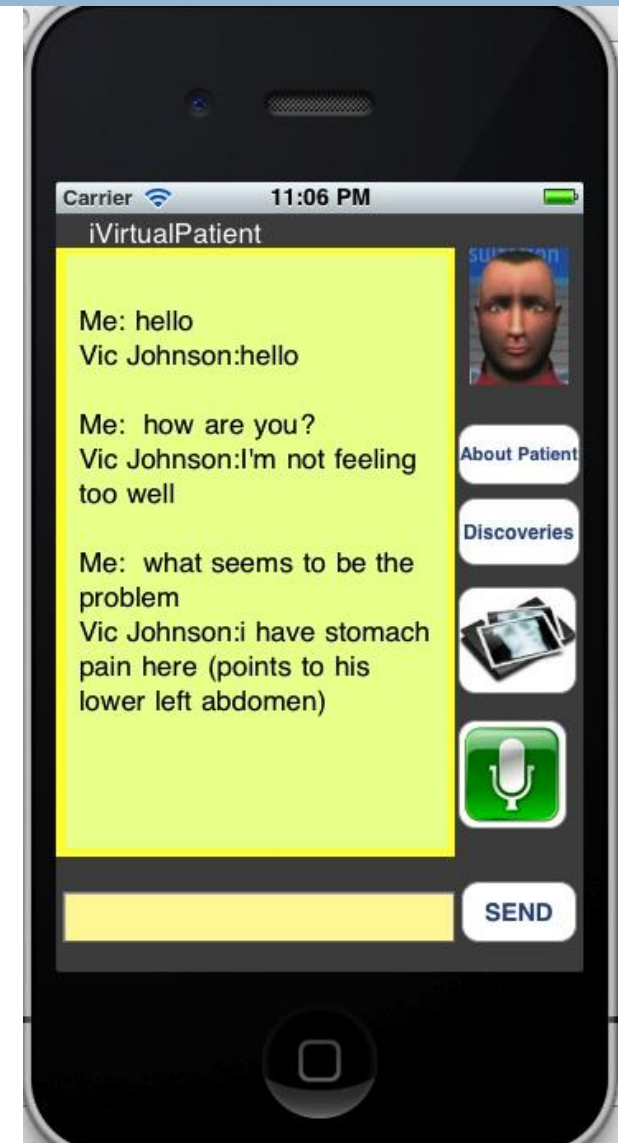 Carrier 11:06 PM
iVirtualPatient
Me: hello
Vic Johnson:hello
Me: how are you?
Vic Johnson:I'm not feeling
too well
Me: what seems to be the
problem
Vic Johnson:i have stomach
pain here (points to his
lower left abdomen)
About Patient
Discoveries
SEND